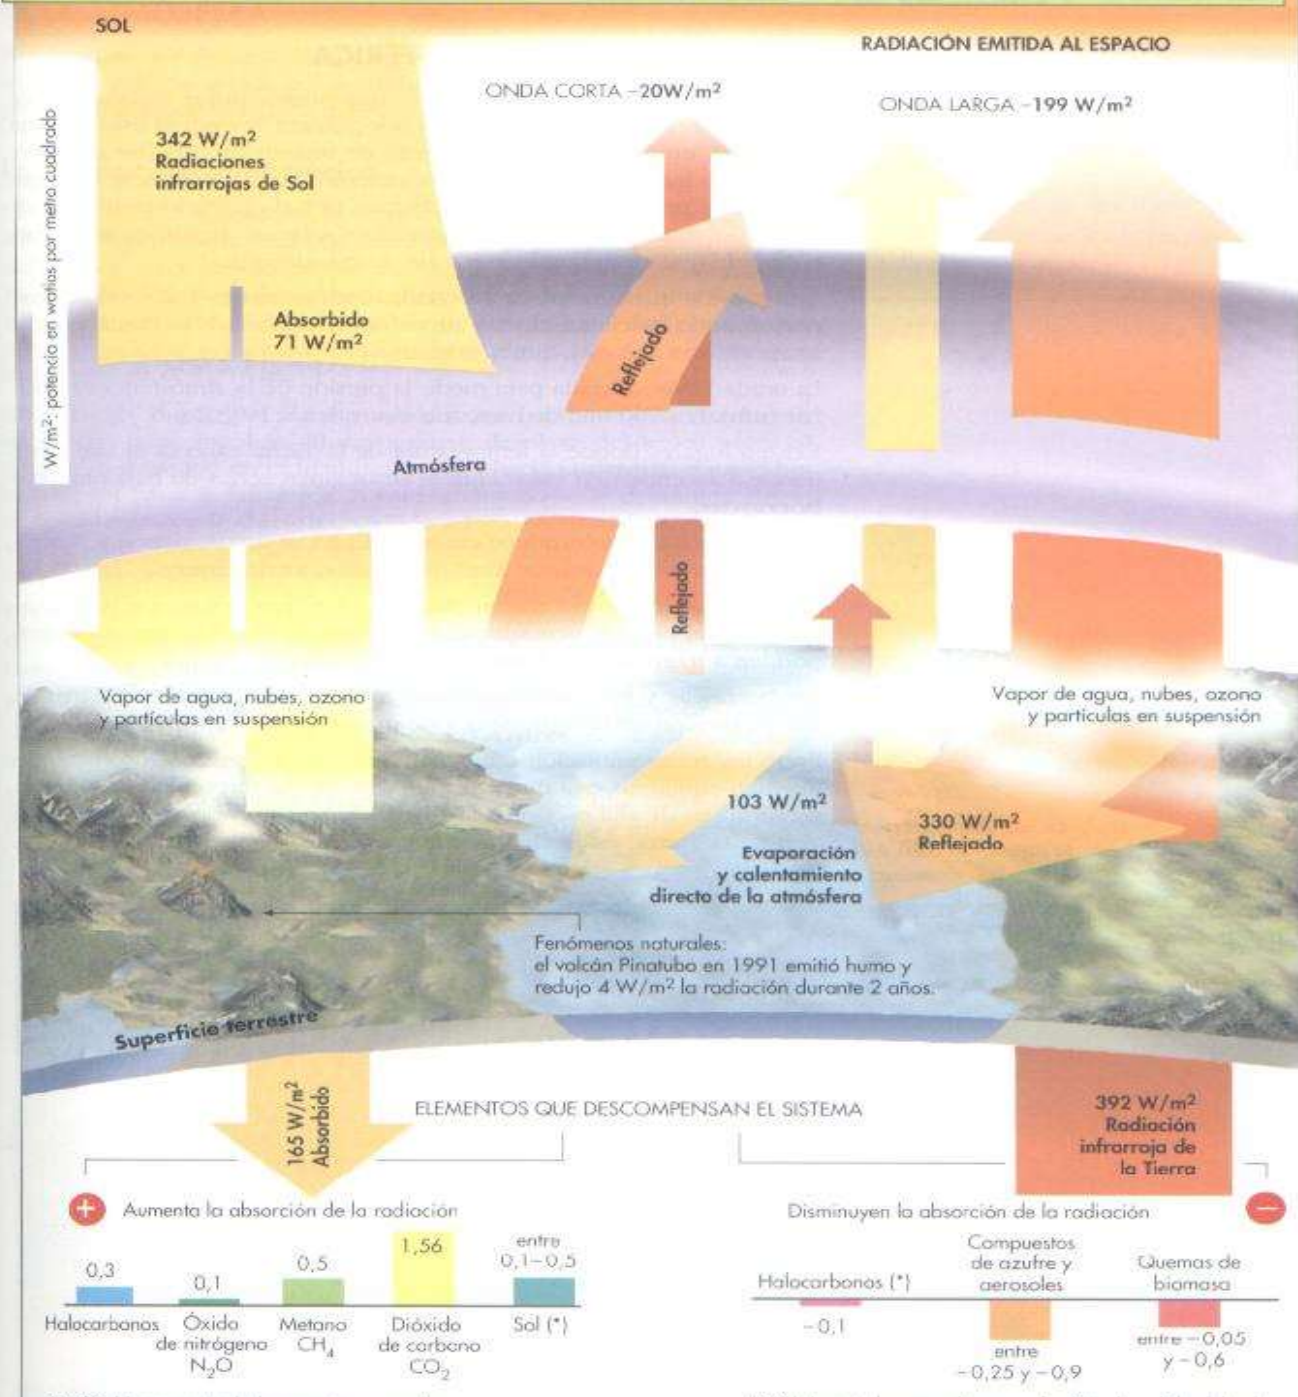 SOL
RADIACIÓN EMITIDA AL ESPACIO
ONDA CORTA –20W/m²
ONDA LARGA –199 W/m²
W/m²: potencia en watios por metro cuadrado
342 W/m²
Radiaciones
infrarrojas de Sol
Absorbido
71 W/m²
Reflejado
Atmósfera
Reflejado
Vapor de agua, nubes, ozono
y partículas en suspensión
Vapor de agua, nubes, ozono
y partículas en suspensión
103 W/m²
330 W/m²
Reflejado
Evaporación
y calentamiento
directo de la atmósfera
Fenómenos naturales:
el volcán Pinatubo en 1991 emitió humo y
redujo 4 W/m² la radiación durante 2 años.
Superficie terrestre
165 W/m²
Absorbido
ELEMENTOS QUE DESCOMPENSAN EL SISTEMA
392 W/m²
Radiación
infrarroja de
la Tierra
+
Aumenta la absorción de la radiación
0,3
0,1
0,5
1,56
entre
0,1–0,5
Halocarbonos
Óxido
de nitrógeno
N₂O
Metano
CH₄
Dióxido
de carbono
CO₂
Sol (*)
Disminuyen la absorción de la radiación
–
Halocarbonos (*)
Compuestos
de azufre y
aerosoles
Quemas de
biomasa
–0,1
entre
–0,25 y –0,9
entre –0,05
y –0,6